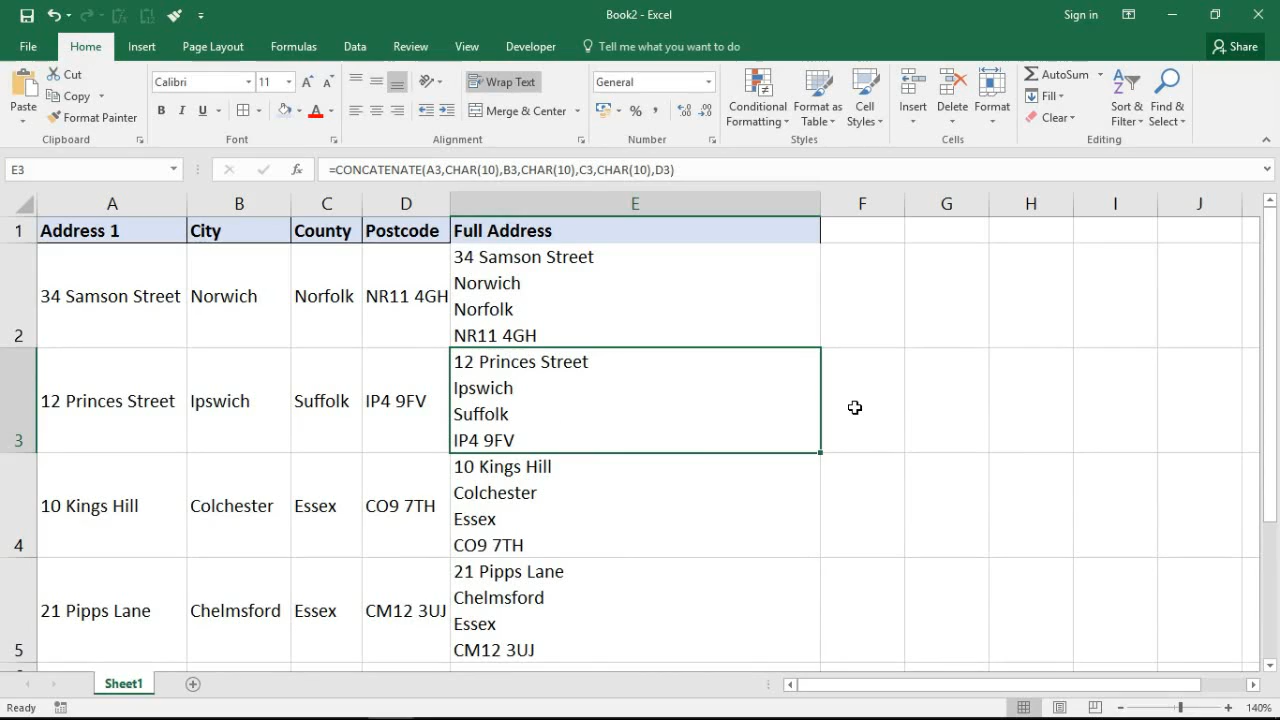 Book2 - Excel
Sign in
File Home Insert Page Layout Formulas Data Review View Developer Tell me what you want to do Share
Paste
Cut
Copy
Format Painter
Clipboard
Calibri 11
B I U A
Font
Wrap Text
Merge & Center
Alignment
General
%
Number
Conditional Formatting
Format as Table
Cell Styles
Styles
Insert
Delete
Format
Cells
AutoSum
Fill
Clear
Sort & Filter
Find & Select
Editing
E3 fx =CONCATENATE(A3,CHAR(10),B3,CHAR(10),C3,CHAR(10),D3)
A B C D E F G H I J
1 Address 1 City County Postcode Full Address
2 34 Samson Street Norwich Norfolk NR11 4GH
34 Samson Street
Norwich
Norfolk
NR11 4GH
3 12 Princes Street Ipswich Suffolk IP4 9FV
12 Princes Street
Ipswich
Suffolk
IP4 9FV
4 10 Kings Hill Colchester Essex CO9 7TH
10 Kings Hill
Colchester
Essex
CO9 7TH
5 21 Pipps Lane Chelmsford Essex CM12 3UJ
21 Pipps Lane
Chelmsford
Essex
CM12 3UJ
Sheet1
Ready
140%